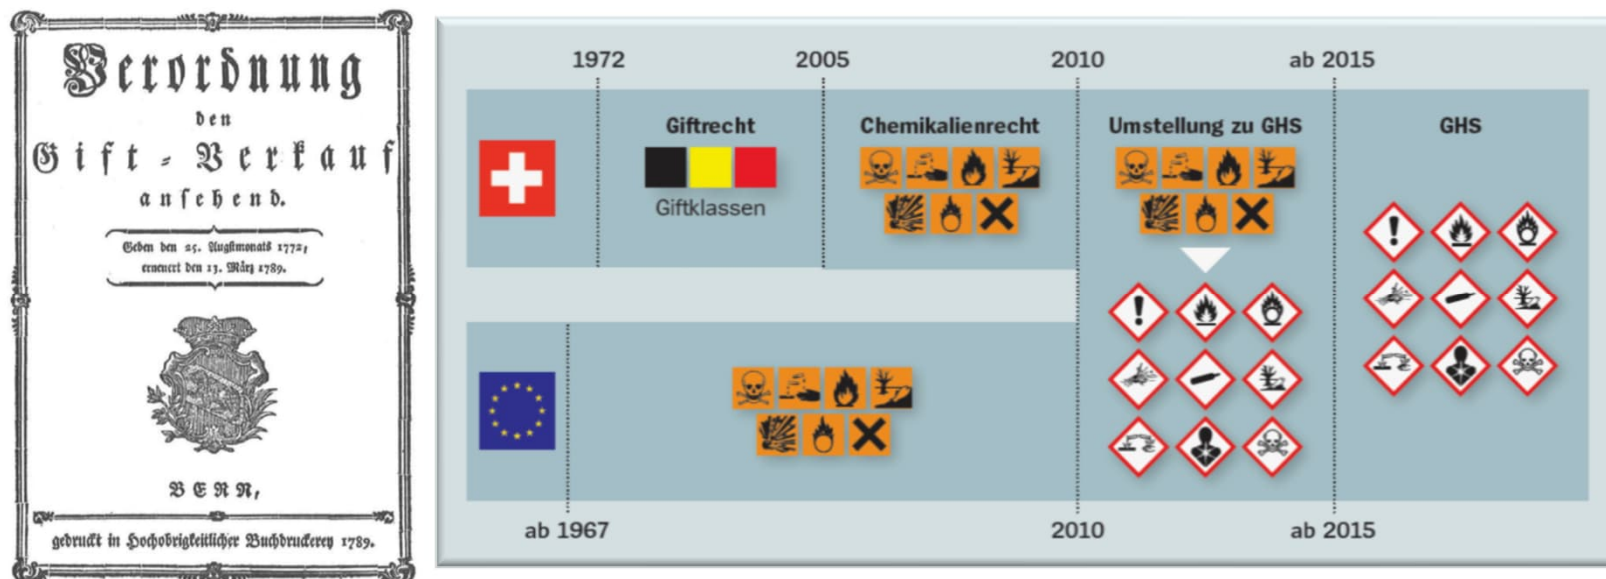 Verordnung
den
Gift-Verkauf
ansehend.
Geben den 25. Augstmonats 1772,
erneuert den 13. März 1789.
BERN,
gedruckt in Hochobrigkeitlicher Buchdruckerey 1789.
1972 2005 2010 ab 2015
Giftrecht Chemikalienrecht Umstellung zu GHS GHS
Giftklassen
ab 1967 2010 ab 2015